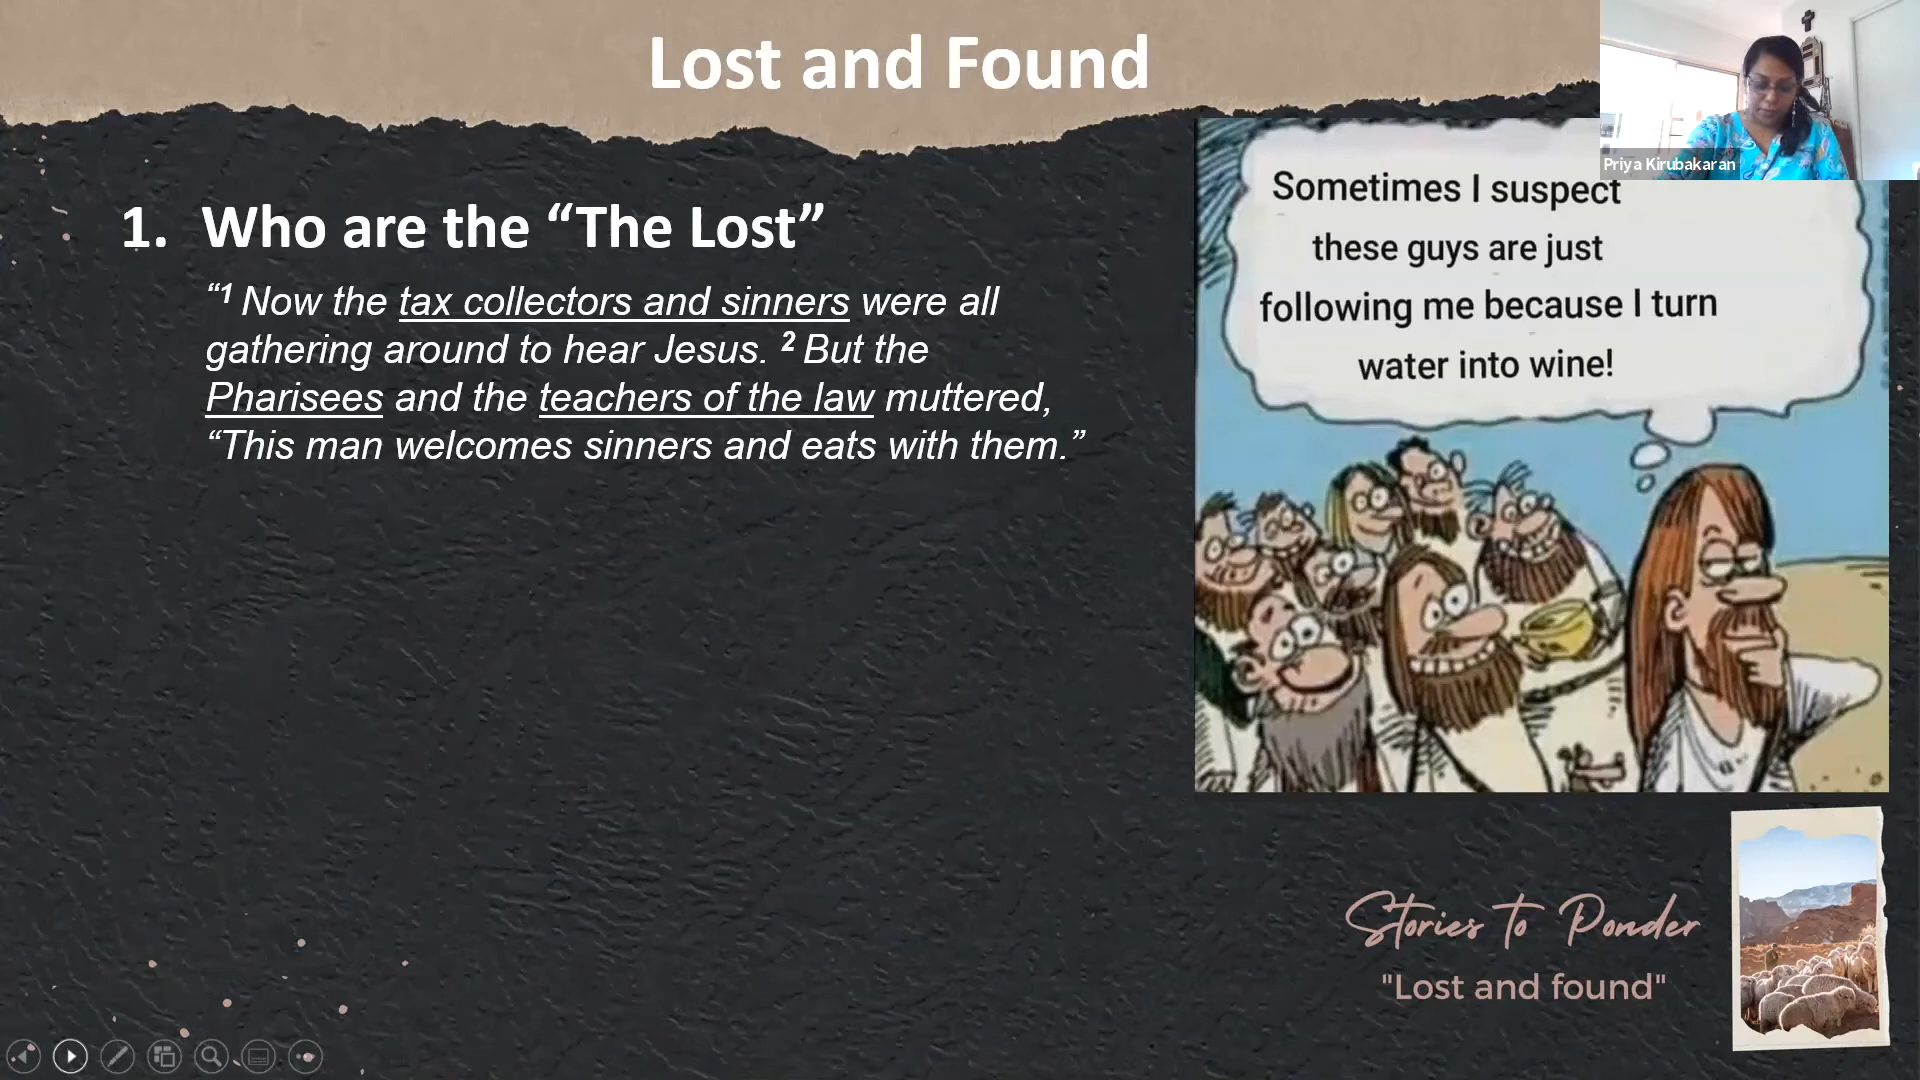 Lost and Found
Priya Kirubakaran
1. Who are the “The Lost”
“1 Now the tax collectors and sinners were all
gathering around to hear Jesus. 2 But the
Pharisees and the teachers of the law muttered,
“This man welcomes sinners and eats with them.”
Sometimes I suspect
these guys are just
following me because I turn
water into wine!
Stories to Ponder
"Lost and found"